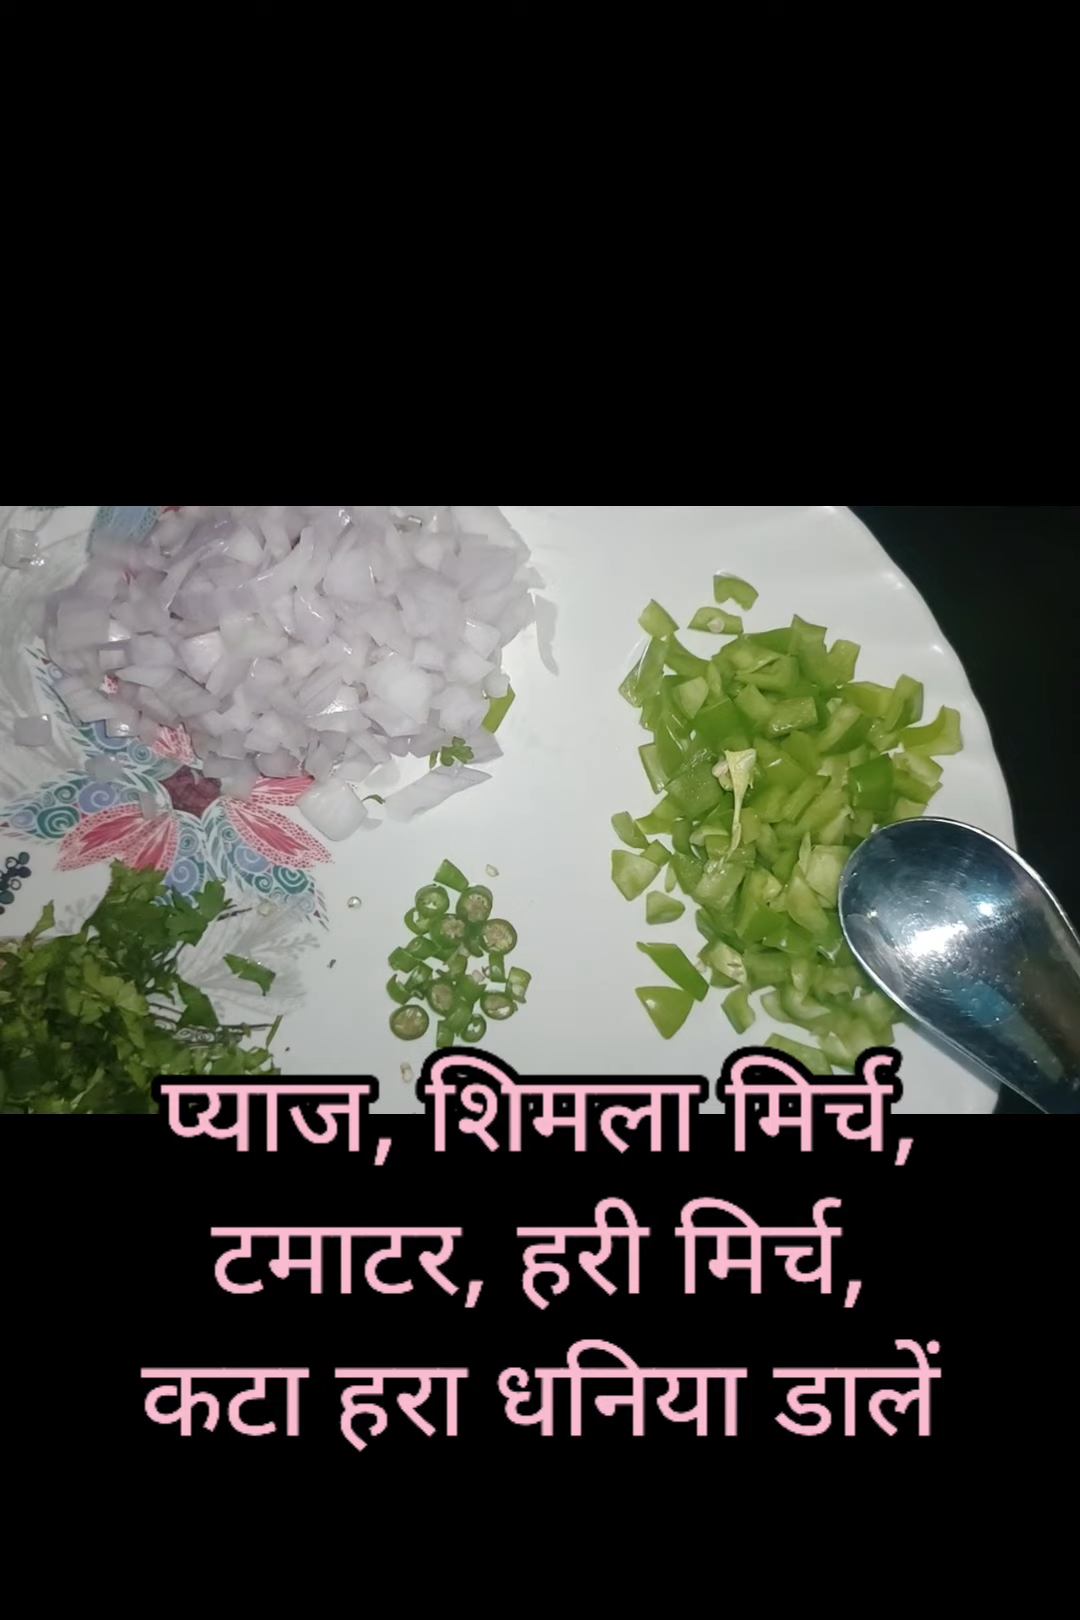 प्याज, शिमला मिर्च,
टमाटर, हरी मिर्च,
कटा हरा धनिया डालें